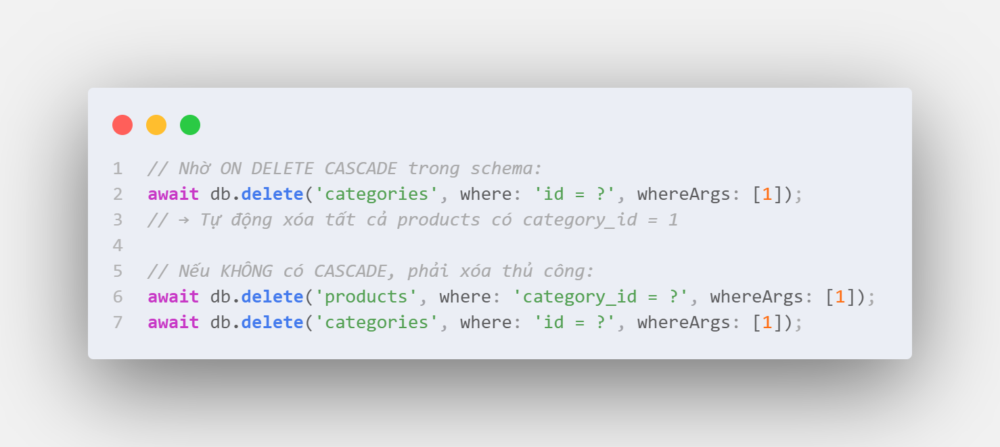 1 // Nhờ ON DELETE CASCADE trong schema:
2 await db.delete('categories', where: 'id = ?', whereArgs: [1]);
3 // → Tự động xóa tất cả products có category_id = 1
4
5 // Nếu KHÔNG có CASCADE, phải xóa thủ công:
6 await db.delete('products', where: 'category_id = ?', whereArgs: [1]);
7 await db.delete('categories', where: 'id = ?', whereArgs: [1]);